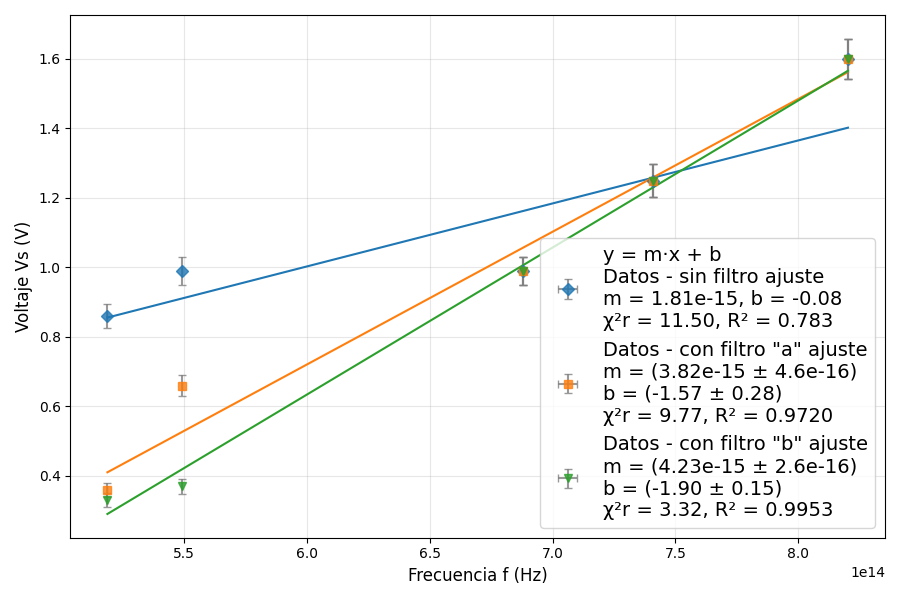 1.6
1.4
1.2
1.0
0.8
0.6
0.4
Voltaje Vs (V)
5.5
6.0
6.5
7.0
7.5
8.0
1e14
Frecuencia f (Hz)
y = m·x + b
Datos - sin filtro ajuste
m = 1.81e-15, b = -0.08
χ²r = 11.50, R² = 0.783
Datos - con filtro "a" ajuste
m = (3.82e-15 ± 4.6e-16)
b = (-1.57 ± 0.28)
χ²r = 9.77, R² = 0.9720
Datos - con filtro "b" ajuste
m = (4.23e-15 ± 2.6e-16)
b = (-1.90 ± 0.15)
χ²r = 3.32, R² = 0.9953